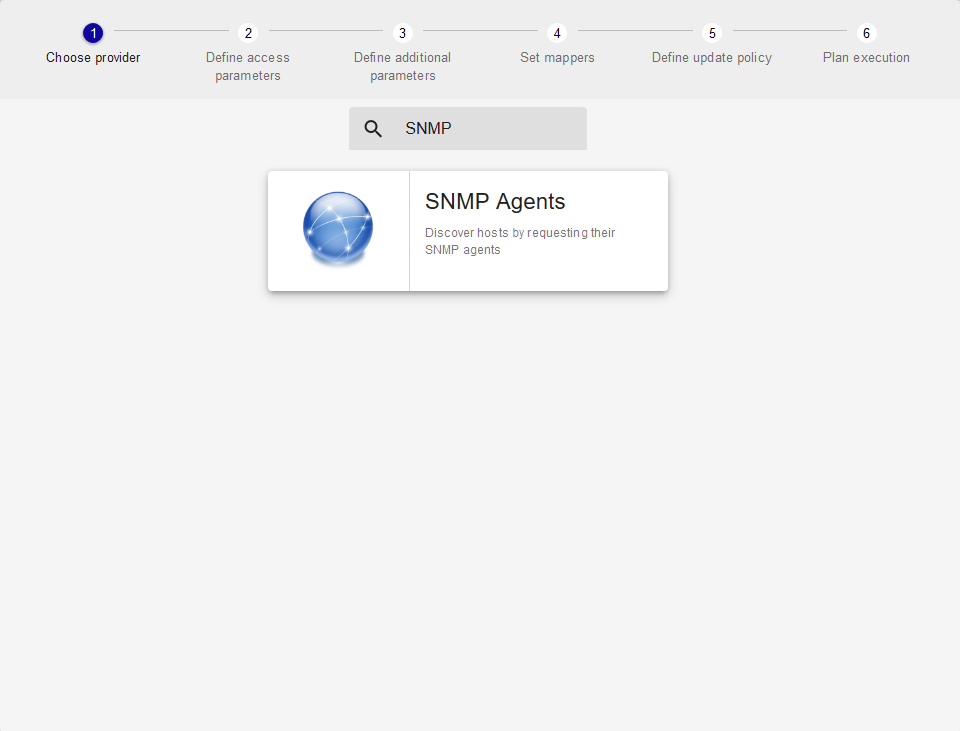 1
Choose provider
2
Define access
parameters
3
Define additional
parameters
4
Set mappers
5
Define update policy
6
Plan execution
SNMP
SNMP Agents
Discover hosts by requesting their
SNMP agents